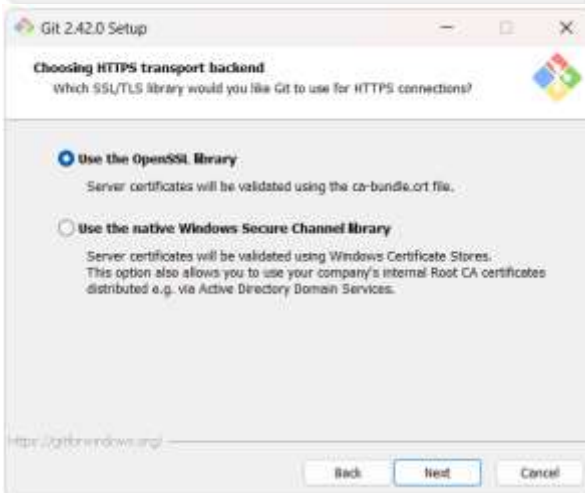 Git 2.42.0 Setup
Choosing HTTPS transport backend
Which SSL/TLS library would you like Git to use for HTTPS connections?
Use the OpenSSL library
Server certificates will be validated using the ca-bundle.crt file.
Use the native Windows Secure Channel library
Server certificates will be validated using Windows Certificate Stores.
This option also allows you to use your company's internal Root CA certificates
distributed e.g. via Active Directory Domain Services.
https://gitforwindows.org/
Back Next Cancel